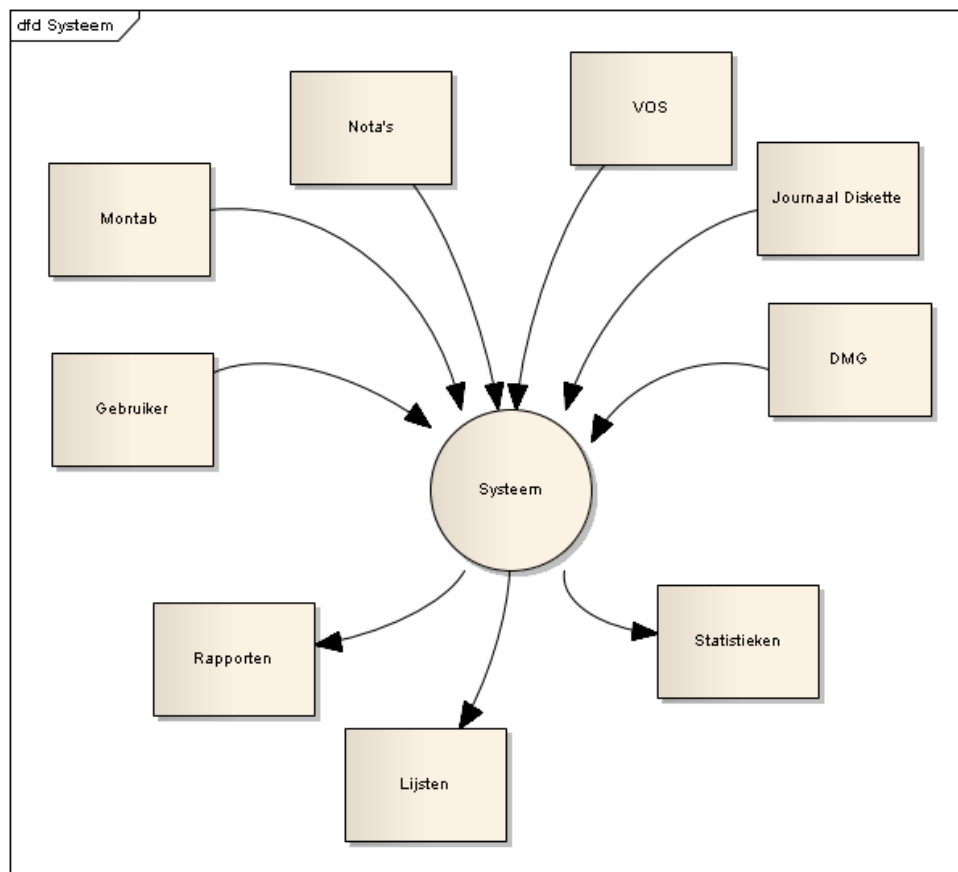 dfd Systeem
VOS
Nota's
Journaal Diskette
Montab
DMG
Gebruiker
Systeem
Statistieken
Rapporten
Lijsten